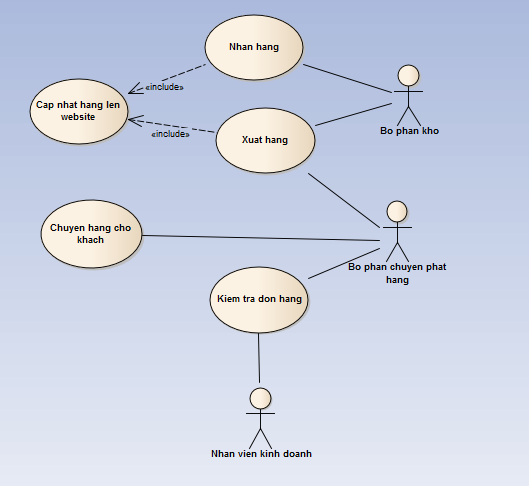 Nhan hang
«include»
Cap nhat hang len
website
«include»
Xuat hang
Bo phan kho
Chuyen hang cho
khach
Bo phan chuyen phat
hang
Kiem tra don hang
Nhan vien kinh doanh